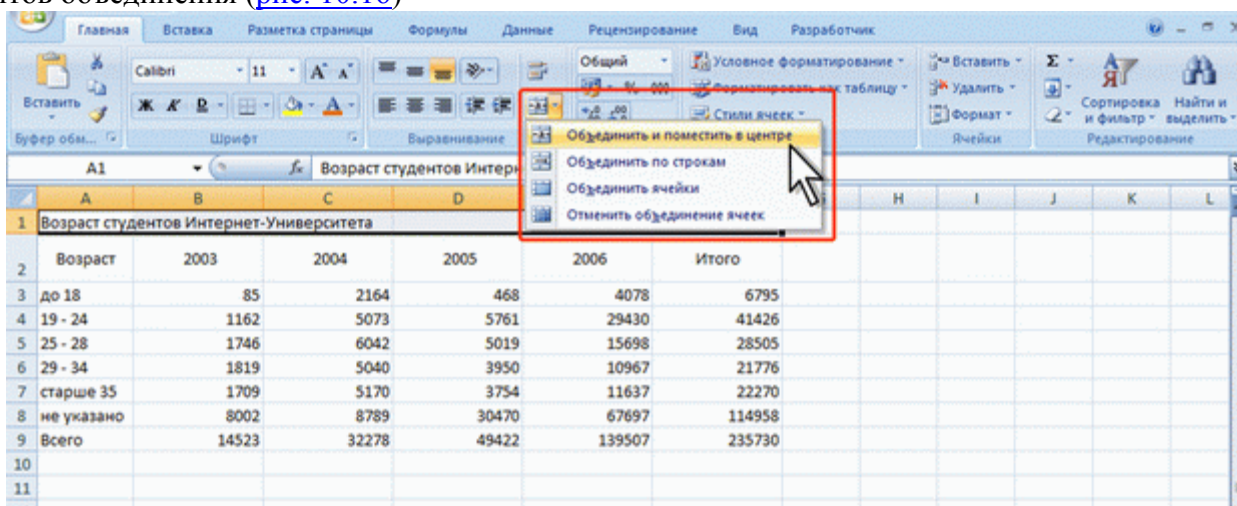 нтов объединения (рис. 10.16)
Главная Вставка Разметка страницы Формулы Данные Рецензирование Вид Разработчик
Calibri 11 Общий Условное форматирование Вставить Σ
Форматировать как таблицу Удалить
Вставить Ж К Ч % 000 Стили ячеек Формат Сортировка и фильтр Найти и выделить
Буфер обм... Шрифт Выравнивание Ячейки Редактирование
Объединить и поместить в центре
Объединить по строкам
Объединить ячейки
Отменить объединение ячеек
A1 fx Возраст студентов Интерн
A B C D H I J K L
1 Возраст студентов Интернет-Университета
2 Возраст 2003 2004 2005 2006 Итого
3 до 18 85 2164 468 4078 6795
4 19 - 24 1162 5073 5761 29430 41426
5 25 - 28 1746 6042 5019 15698 28505
6 29 - 34 1819 5040 3950 10967 21776
7 старше 35 1709 5170 3754 11637 22270
8 не указано 8002 8789 30470 67697 114958
9 Всего 14523 32278 49422 139507 235730
10
11